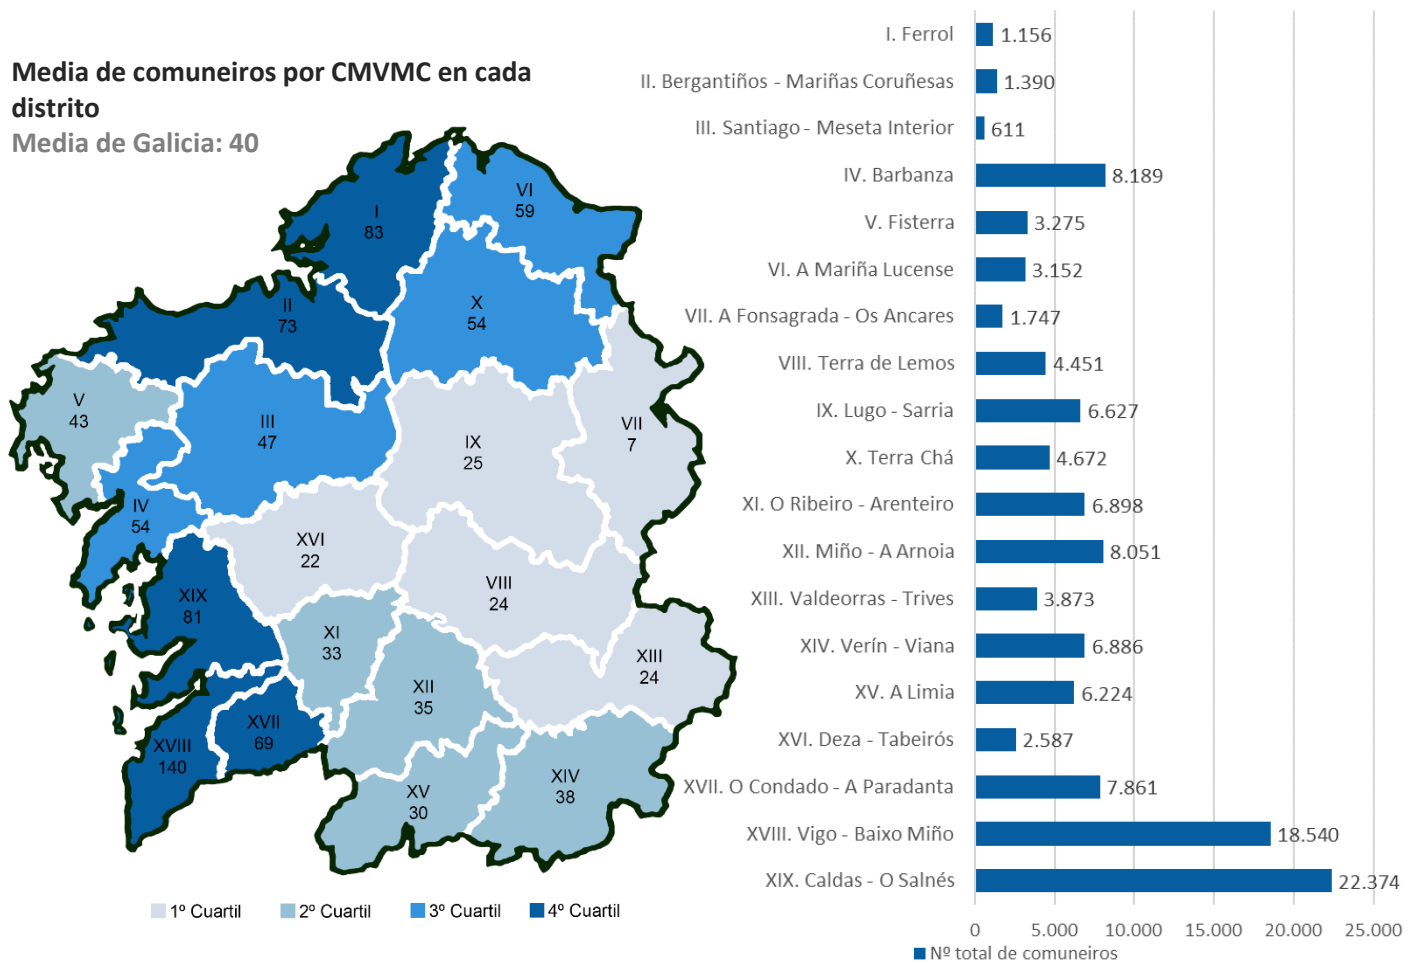 Media de comuneiros por CMVMC en cada
distrito
Media de Galicia: 40
I
83
VI
59
II
73
X
54
V
43
III
47
IX
25
VII
7
IV
54
XVI
22
VIII
24
XIX
81
XI
33
XIII
24
XII
35
XVII
69
XVIII
140
XIV
38
XV
30
1º Cuartil
2º Cuartil
3º Cuartil
4º Cuartil
I. Ferrol 1.156
II. Bergantiños - Mariñas Coruñesas 1.390
III. Santiago - Meseta Interior 611
IV. Barbanza 8.189
V. Fisterra 3.275
VI. A Mariña Lucense 3.152
VII. A Fonsagrada - Os Ancares 1.747
VIII. Terra de Lemos 4.451
IX. Lugo - Sarria 6.627
X. Terra Chá 4.672
XI. O Ribeiro - Arenteiro 6.898
XII. Miño - A Arnoia 8.051
XIII. Valdeorras - Trives 3.873
XIV. Verín - Viana 6.886
XV. A Limia 6.224
XVI. Deza - Tabeirós 2.587
XVII. O Condado - A Paradanta 7.861
XVIII. Vigo - Baixo Miño 18.540
XIX. Caldas - O Salnés 22.374
0 5.000 10.000 15.000 20.000 25.000
Nº total de comuneiros